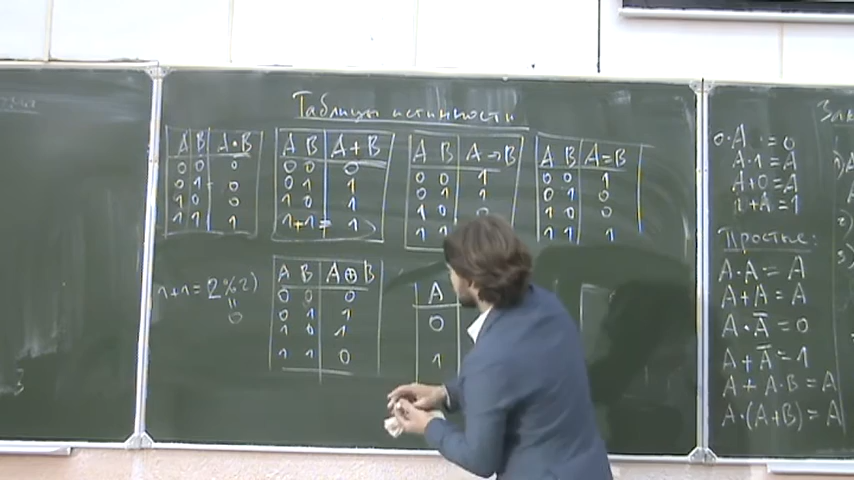 Таблицы истинности
A B A·B
0 0 0
0 1 0
1 0 0
1 1 1
A B A+B
0 0 0
0 1 1
1 0 1
1+1= 1
A B A→B
0 0 1
0 1 1
1 0 0
1 1
A B A=B
0 0 1
0 1 0
1 0 0
1 1 1
1+1=2%2)
"
0
A B A⊕B
0 0 0
0 1 1
1 0 1
1 1 0
A
0
1
0·A =0
A·1=A
A+0=A
1+A=1
Простые:
A·A=A
A+A=A
A·A̅=0
A+A̅=1
A+A·B=A
A·(A+B)=A
2)
3)